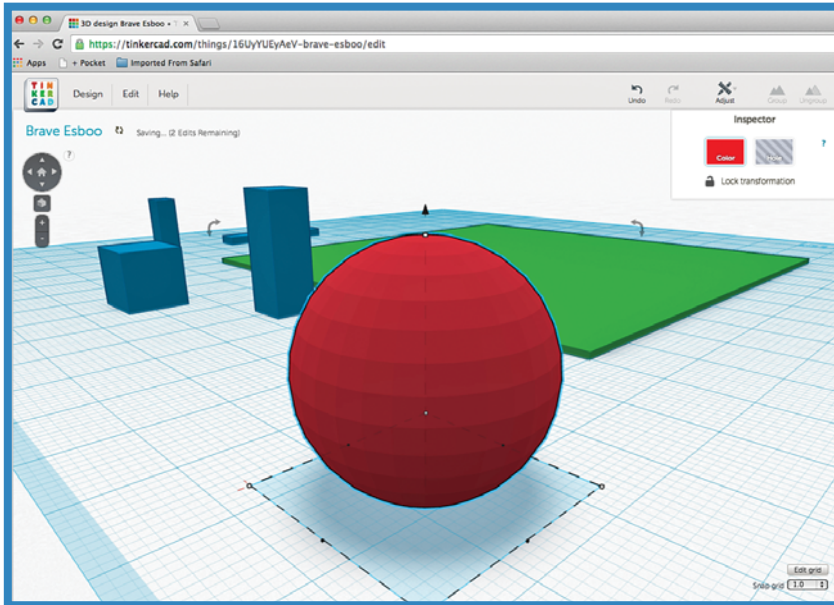 3D design Brave Esboo • T
https://tinkercad.com/things/16UyYUEyAeV-brave-esboo/edit
Apps + Pocket Imported From Safari
TIN
KER
CAD
Design Edit Help
Undo Redo Adjust Group Ungroup
Inspector
Brave Esboo Saving... (2 Edits Remaining)
?
Color Hole ?
Lock transformation
+
-
Edit grid
Snap grid 1.0